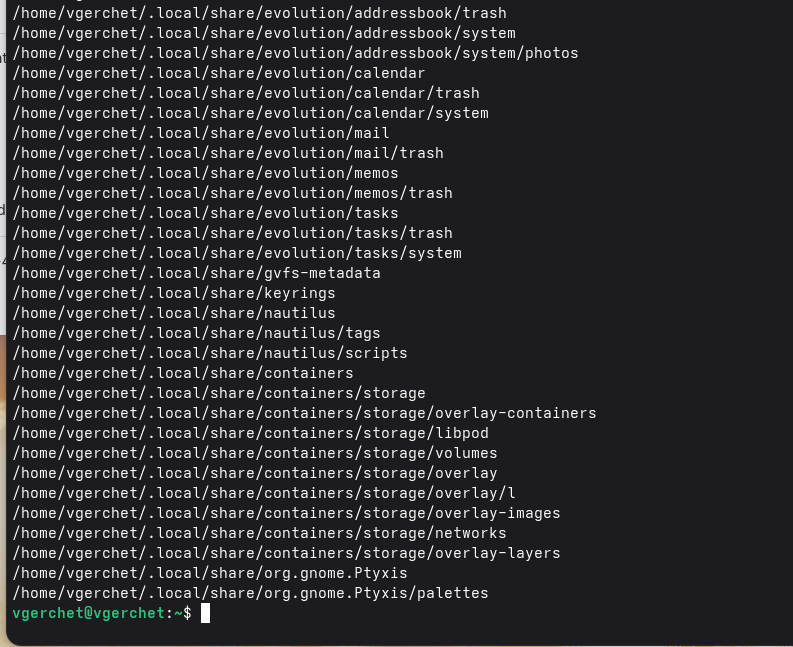 /home/vgerchet/.local/share/evolution/addressbook/trash
/home/vgerchet/.local/share/evolution/addressbook/system
/home/vgerchet/.local/share/evolution/addressbook/system/photos
/home/vgerchet/.local/share/evolution/calendar
/home/vgerchet/.local/share/evolution/calendar/trash
/home/vgerchet/.local/share/evolution/calendar/system
/home/vgerchet/.local/share/evolution/mail
/home/vgerchet/.local/share/evolution/mail/trash
/home/vgerchet/.local/share/evolution/memos
/home/vgerchet/.local/share/evolution/memos/trash
/home/vgerchet/.local/share/evolution/tasks
/home/vgerchet/.local/share/evolution/tasks/trash
/home/vgerchet/.local/share/evolution/tasks/system
/home/vgerchet/.local/share/gvfs-metadata
/home/vgerchet/.local/share/keyrings
/home/vgerchet/.local/share/nautilus
/home/vgerchet/.local/share/nautilus/tags
/home/vgerchet/.local/share/nautilus/scripts
/home/vgerchet/.local/share/containers
/home/vgerchet/.local/share/containers/storage
/home/vgerchet/.local/share/containers/storage/overlay-containers
/home/vgerchet/.local/share/containers/storage/libpod
/home/vgerchet/.local/share/containers/storage/volumes
/home/vgerchet/.local/share/containers/storage/overlay
/home/vgerchet/.local/share/containers/storage/overlay/l
/home/vgerchet/.local/share/containers/storage/overlay-images
/home/vgerchet/.local/share/containers/storage/networks
/home/vgerchet/.local/share/containers/storage/overlay-layers
/home/vgerchet/.local/share/org.gnome.Ptyxis
/home/vgerchet/.local/share/org.gnome.Ptyxis/palettes
vgerchet@vgerchet:~$